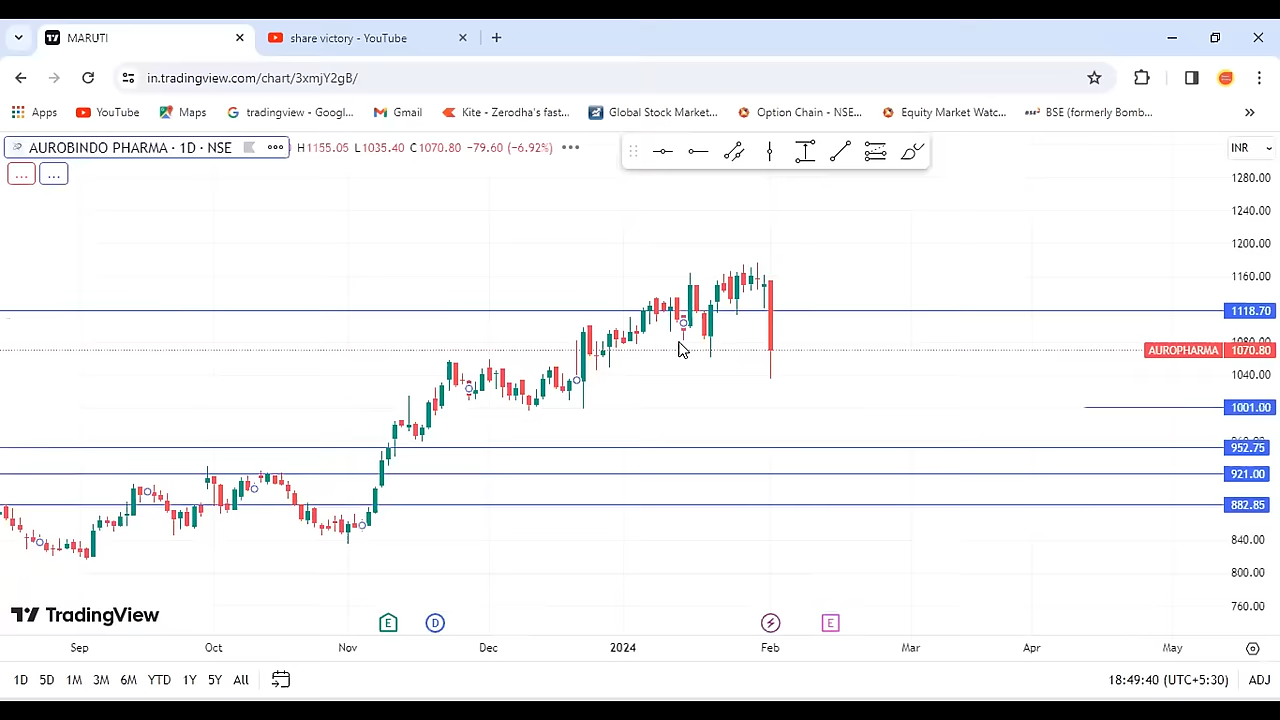 MARUTI
share victory - YouTube
in.tradingview.com/chart/3xmjY2gB/
Apps YouTube Maps tradingview - Googl... Gmail Kite - Zerodha's fast... Global Stock Market... Option Chain - NSE... Equity Market Watc... BSE (formerly Bomb...
AUROBINDO PHARMA · 1D · NSE H1155.05 L1035.40 C1070.80 −79.60 (−6.92%)
INR
1280.00
1240.00
1200.00
1160.00
1118.70
AUROPHARMA 1070.80
1040.00
1001.00
952.75
921.00
882.85
840.00
800.00
760.00
TradingView
E D E
Sep Oct Nov Dec 2024 Feb Mar Apr May
1D 5D 1M 3M 6M YTD 1Y 5Y All 18:49:40 (UTC+5:30) ADJ